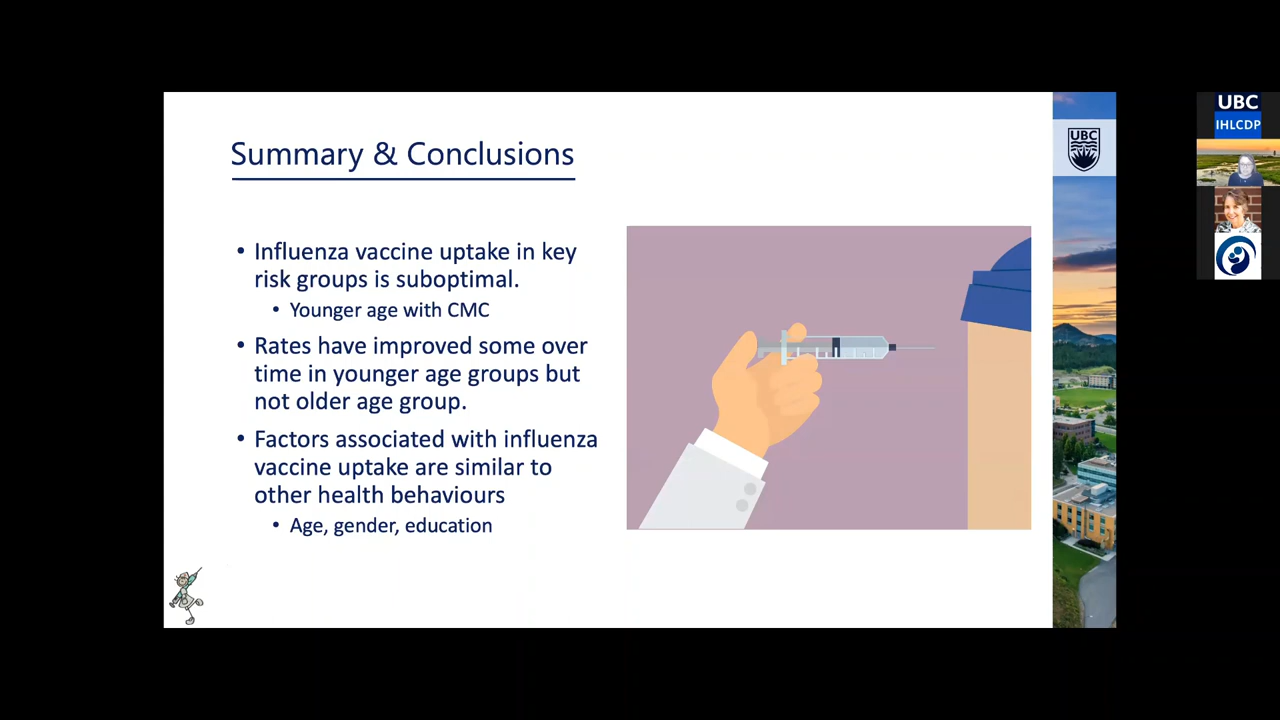 Summary & Conclusions
• Influenza vaccine uptake in key
risk groups is suboptimal.
• Younger age with CMC
• Rates have improved some over
time in younger age groups but
not older age group.
• Factors associated with influenza
vaccine uptake are similar to
other health behaviours
• Age, gender, education
UBC
UBC
IHLCDP